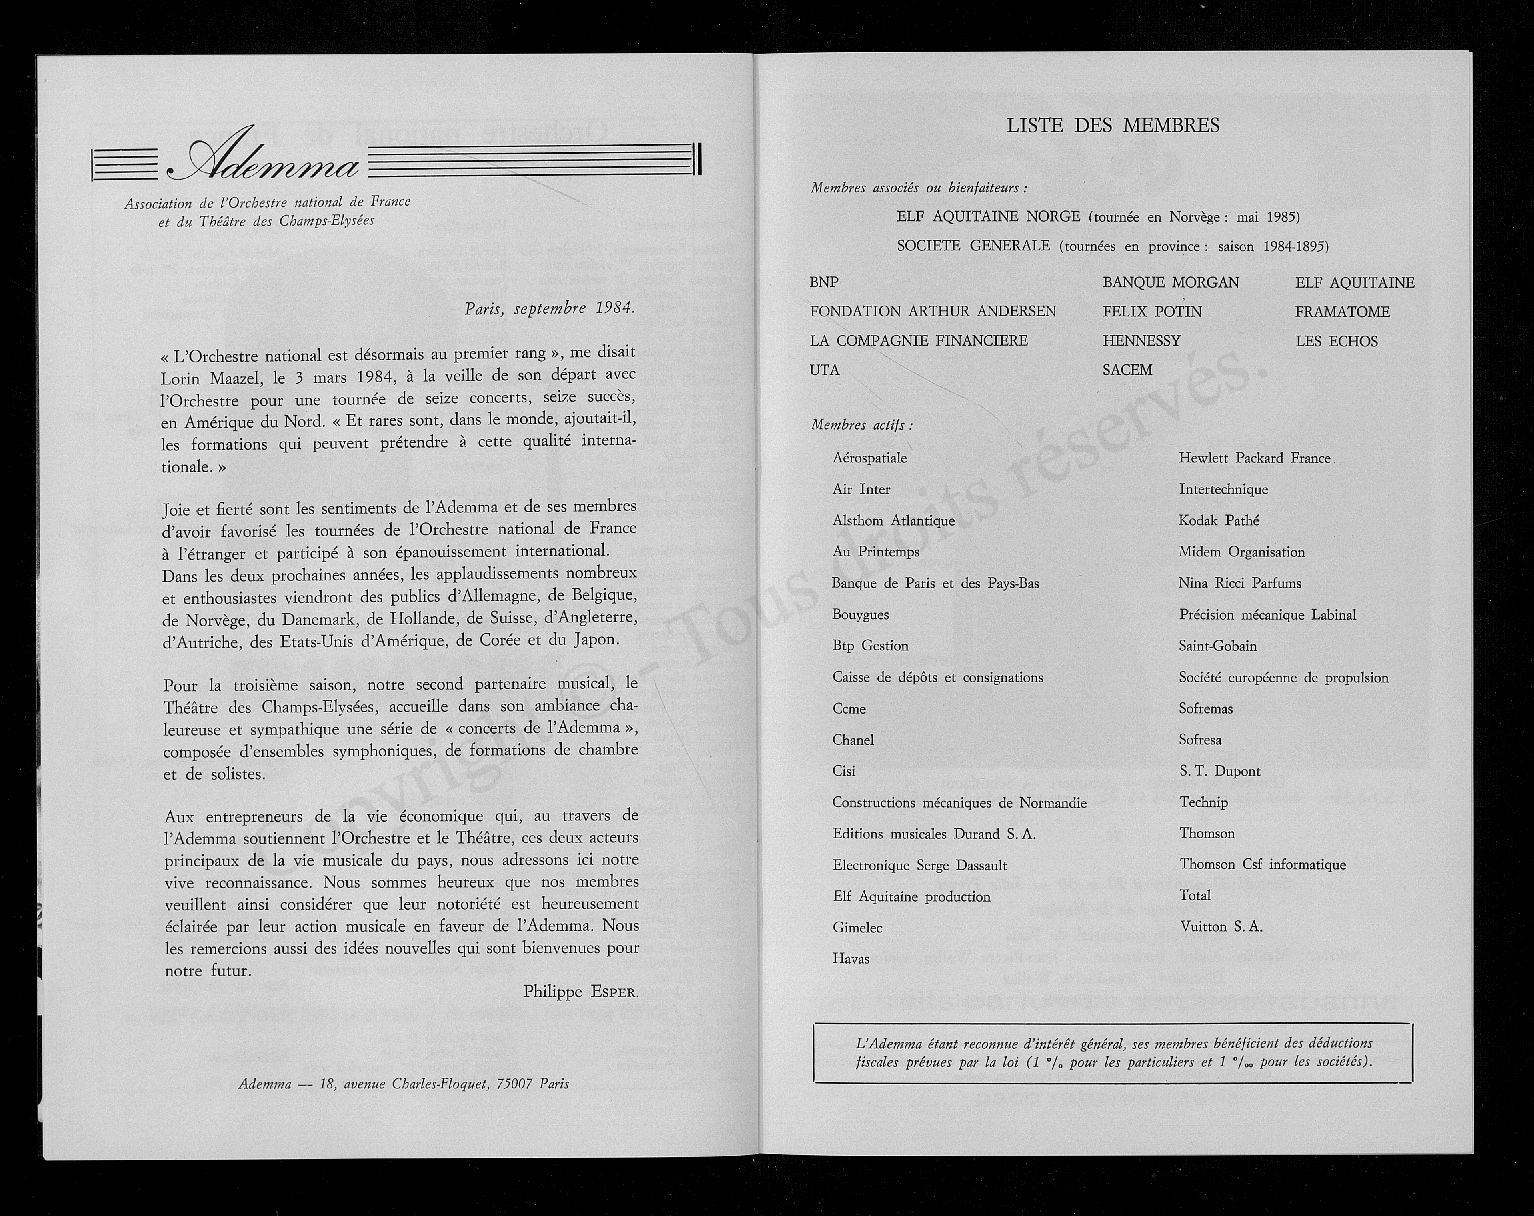 Ademma
Association de l'Orchestre national de France
et du Théâtre des Champs-Elysées
Paris, septembre 1984.
« L'Orchestre national est désormais au premier rang », me disait
Lorin Maazel, le 3 mars 1984, à la veille de son départ avec
l'Orchestre pour une tournée de seize concerts, seize succès,
en Amérique du Nord. « Et rares sont, dans le monde, ajoutait-il,
les formations qui peuvent prétendre à cette qualité interna-
tionale. »
Joie et fierté sont les sentiments de l'Ademma et de ses membres
d'avoir favorisé les tournées de l'Orchestre national de France
à l'étranger et participé à son épanouissement international.
Dans les deux prochaines années, les applaudissements nombreux
et enthousiastes viendront des publics d'Allemagne, de Belgique,
de Norvège, du Danemark, de Hollande, de Suisse, d'Angleterre,
d'Autriche, des Etats-Unis d'Amérique, de Corée et du Japon.
Pour la troisième saison, notre second partenaire musical, le
Théâtre des Champs-Elysées, accueille dans son ambiance cha-
leureuse et sympathique une série de « concerts de l'Ademma »,
composée d'ensembles symphoniques, de formations de chambre
et de solistes.
Aux entrepreneurs de la vie économique qui, au travers de
l'Ademma soutiennent l'Orchestre et le Théâtre, ces deux acteurs
principaux de la vie musicale du pays, nous adressons ici notre
vive reconnaissance. Nous sommes heureux que nos membres
veuillent ainsi considérer que leur notoriété est heureusement
éclairée par leur action musicale en faveur de l'Ademma. Nous
les remercions aussi des idées nouvelles qui sont bienvenues pour
notre futur.
Philippe ESPER.
Ademma — 18, avenue Charles-Floquet, 75007 Paris
LISTE DES MEMBRES
Membres associés ou bienfaiteurs :
ELF AQUITAINE NORGE (tournée en Norvège : mai 1985)
SOCIETE GENERALE (tournées en province : saison 1984-1895)
BNP
FONDATION ARTHUR ANDERSEN
LA COMPAGNIE FINANCIERE
UTA
BANQUE MORGAN
FELIX POTIN
HENNESSY
SACEM
ELF AQUITAINE
FRAMATOME
LES ECHOS
Membres actifs :
Aérospatiale
Air Inter
Alsthom Atlantique
Au Printemps
Banque de Paris et des Pays-Bas
Bouygues
Btp Gestion
Caisse de dépôts et consignations
Ccme
Chanel
Cisi
Constructions mécaniques de Normandie
Editions musicales Durand S. A.
Electronique Serge Dassault
Elf Aquitaine production
Gimelec
Havas
Hewlett Packard France.
Intertechnique
Kodak Pathé
Midem Organisation
Nina Ricci Parfums
Précision mécanique Labinal
Saint-Gobain
Société européenne de propulsion
Sofremas
Sofresa
S. T. Dupont
Technip
Thomson
Thomson Csf informatique
Total
Vuitton S. A.
L'Ademma étant reconnue d'intérêt général, ses membres bénéficient des déductions
fiscales prévues par la loi (1 % pour les particuliers et 1 ‰ pour les sociétés).
Copyright © - Tous droits réservés.